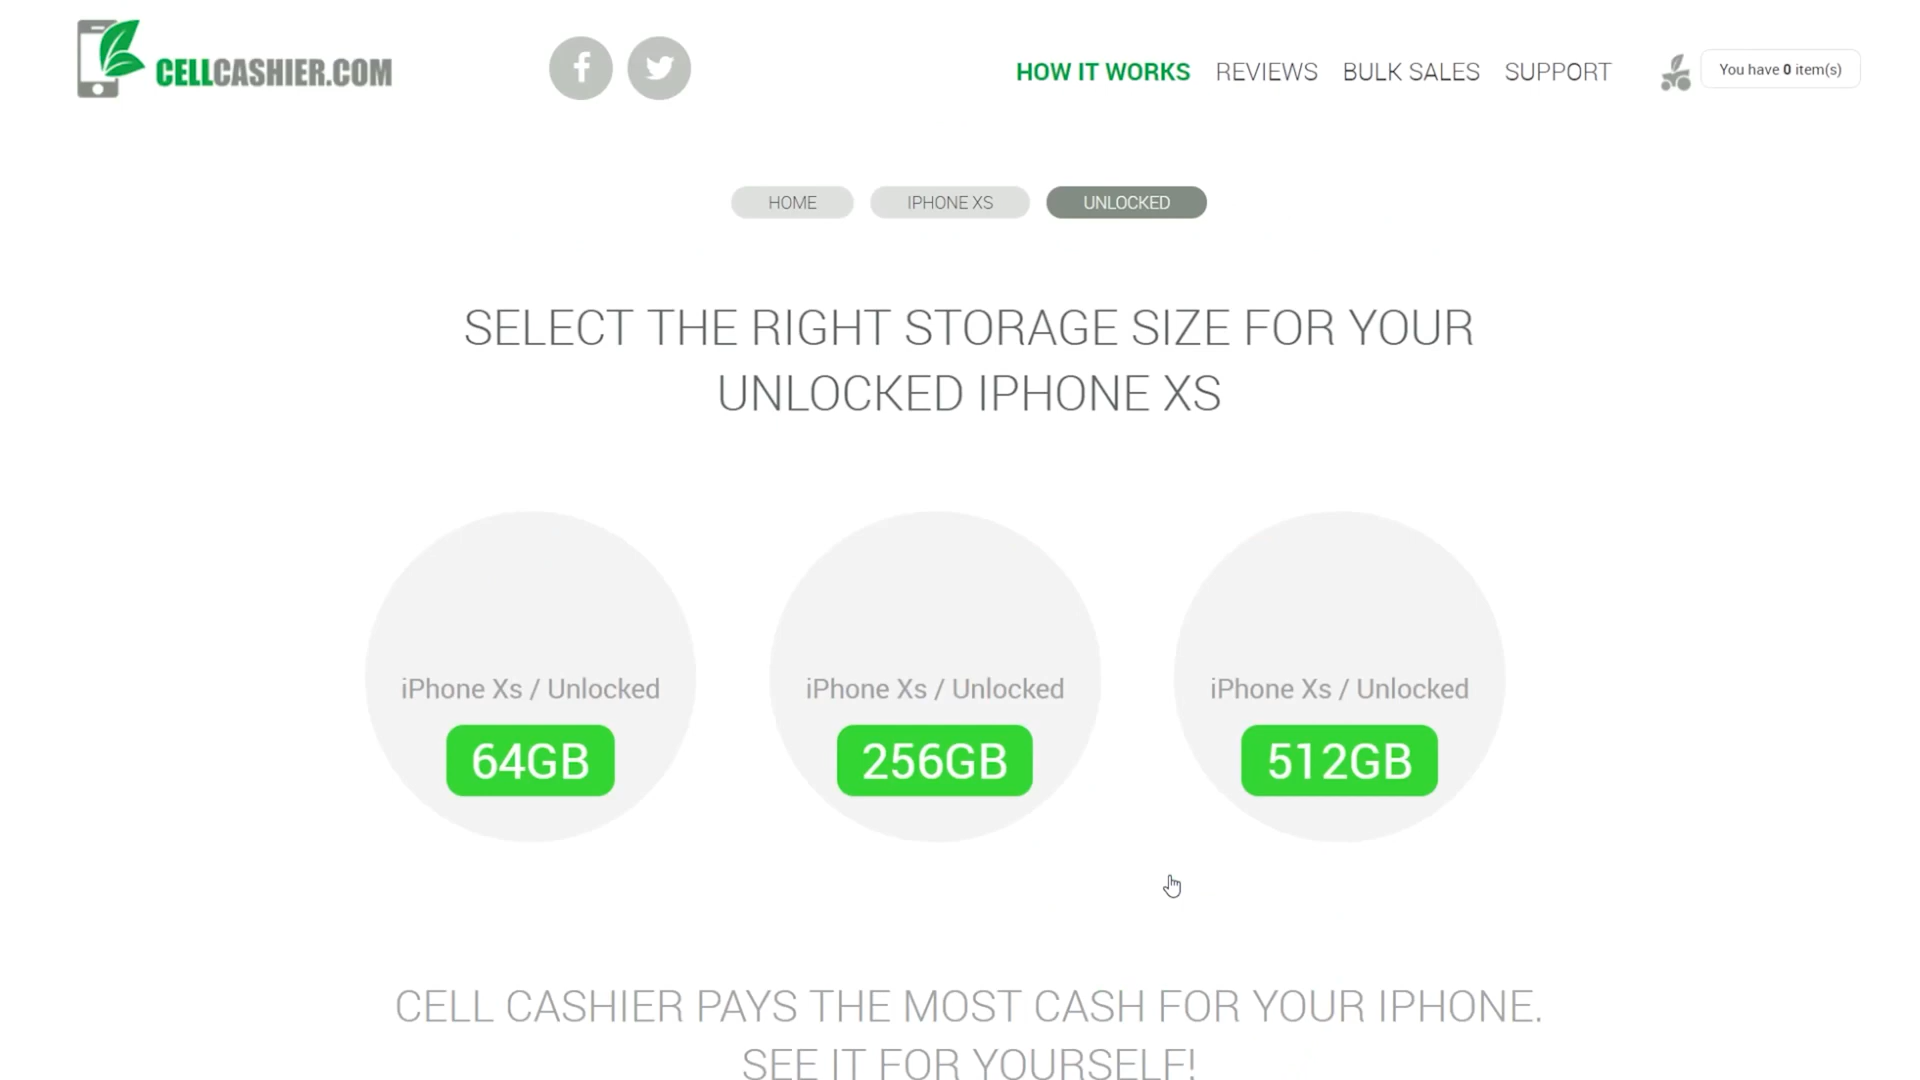 CELLCASHIER.COM
HOW IT WORKS REVIEWS BULK SALES SUPPORT
You have 0 item(s)
HOME IPHONE XS UNLOCKED
SELECT THE RIGHT STORAGE SIZE FOR YOUR
UNLOCKED IPHONE XS
iPhone Xs / Unlocked
64GB
iPhone Xs / Unlocked
256GB
iPhone Xs / Unlocked
512GB
CELL CASHIER PAYS THE MOST CASH FOR YOUR IPHONE.
SEE IT FOR YOURSELF!